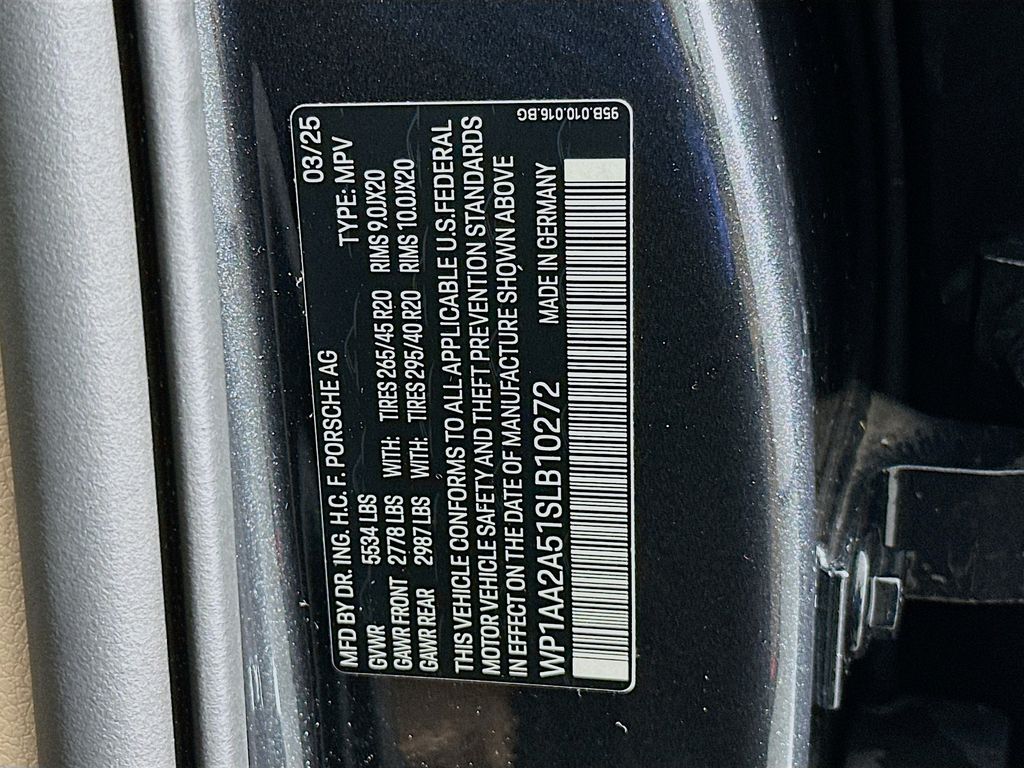 03/25
MFD BY DR. ING. H.C. F. PORSCHE AG
GVWR 5534 LBS TYPE: MPV
GAWR FRONT 2778 LBS WITH: TIRES 265/45 R20 RIMS 9.0JX20
GAWR REAR 2987 LBS WITH: TIRES 295/40 R20 RIMS 10.0JX20
THIS VEHICLE CONFORMS TO ALL APPLICABLE U.S. FEDERAL
MOTOR VEHICLE SAFETY AND THEFT PREVENTION STANDARDS
IN EFFECT ON THE DATE OF MANUFACTURE SHOWN ABOVE
WP1AA2A51SLB10272 MADE IN GERMANY
95B.010.016.BG